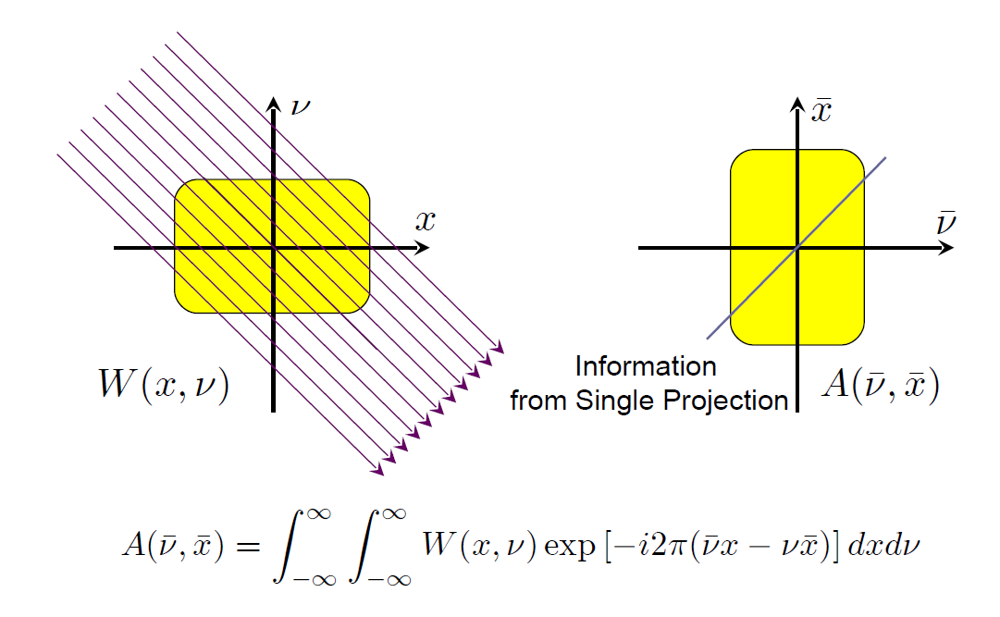 ν
x
W(x, ν)
x̄
ν̄
Information
from Single Projection
A(ν̄, x̄)
A(ν̄, x̄) = ∫_{-∞}^{∞} ∫_{-∞}^{∞} W(x, ν) exp [−i2π(ν̄x − νx̄)] dxdν